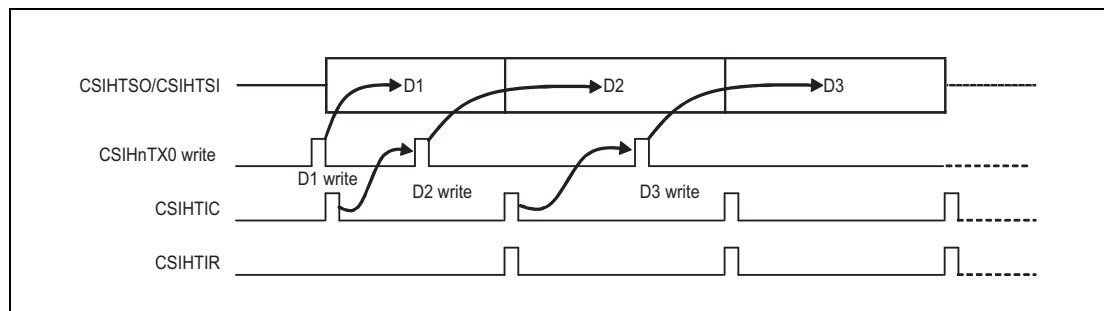 CSIHTSO/CSIHTSI D1 D2 D3
CSIHnTX0 write
D1 write D2 write D3 write
CSIHTIC
CSIHTIR